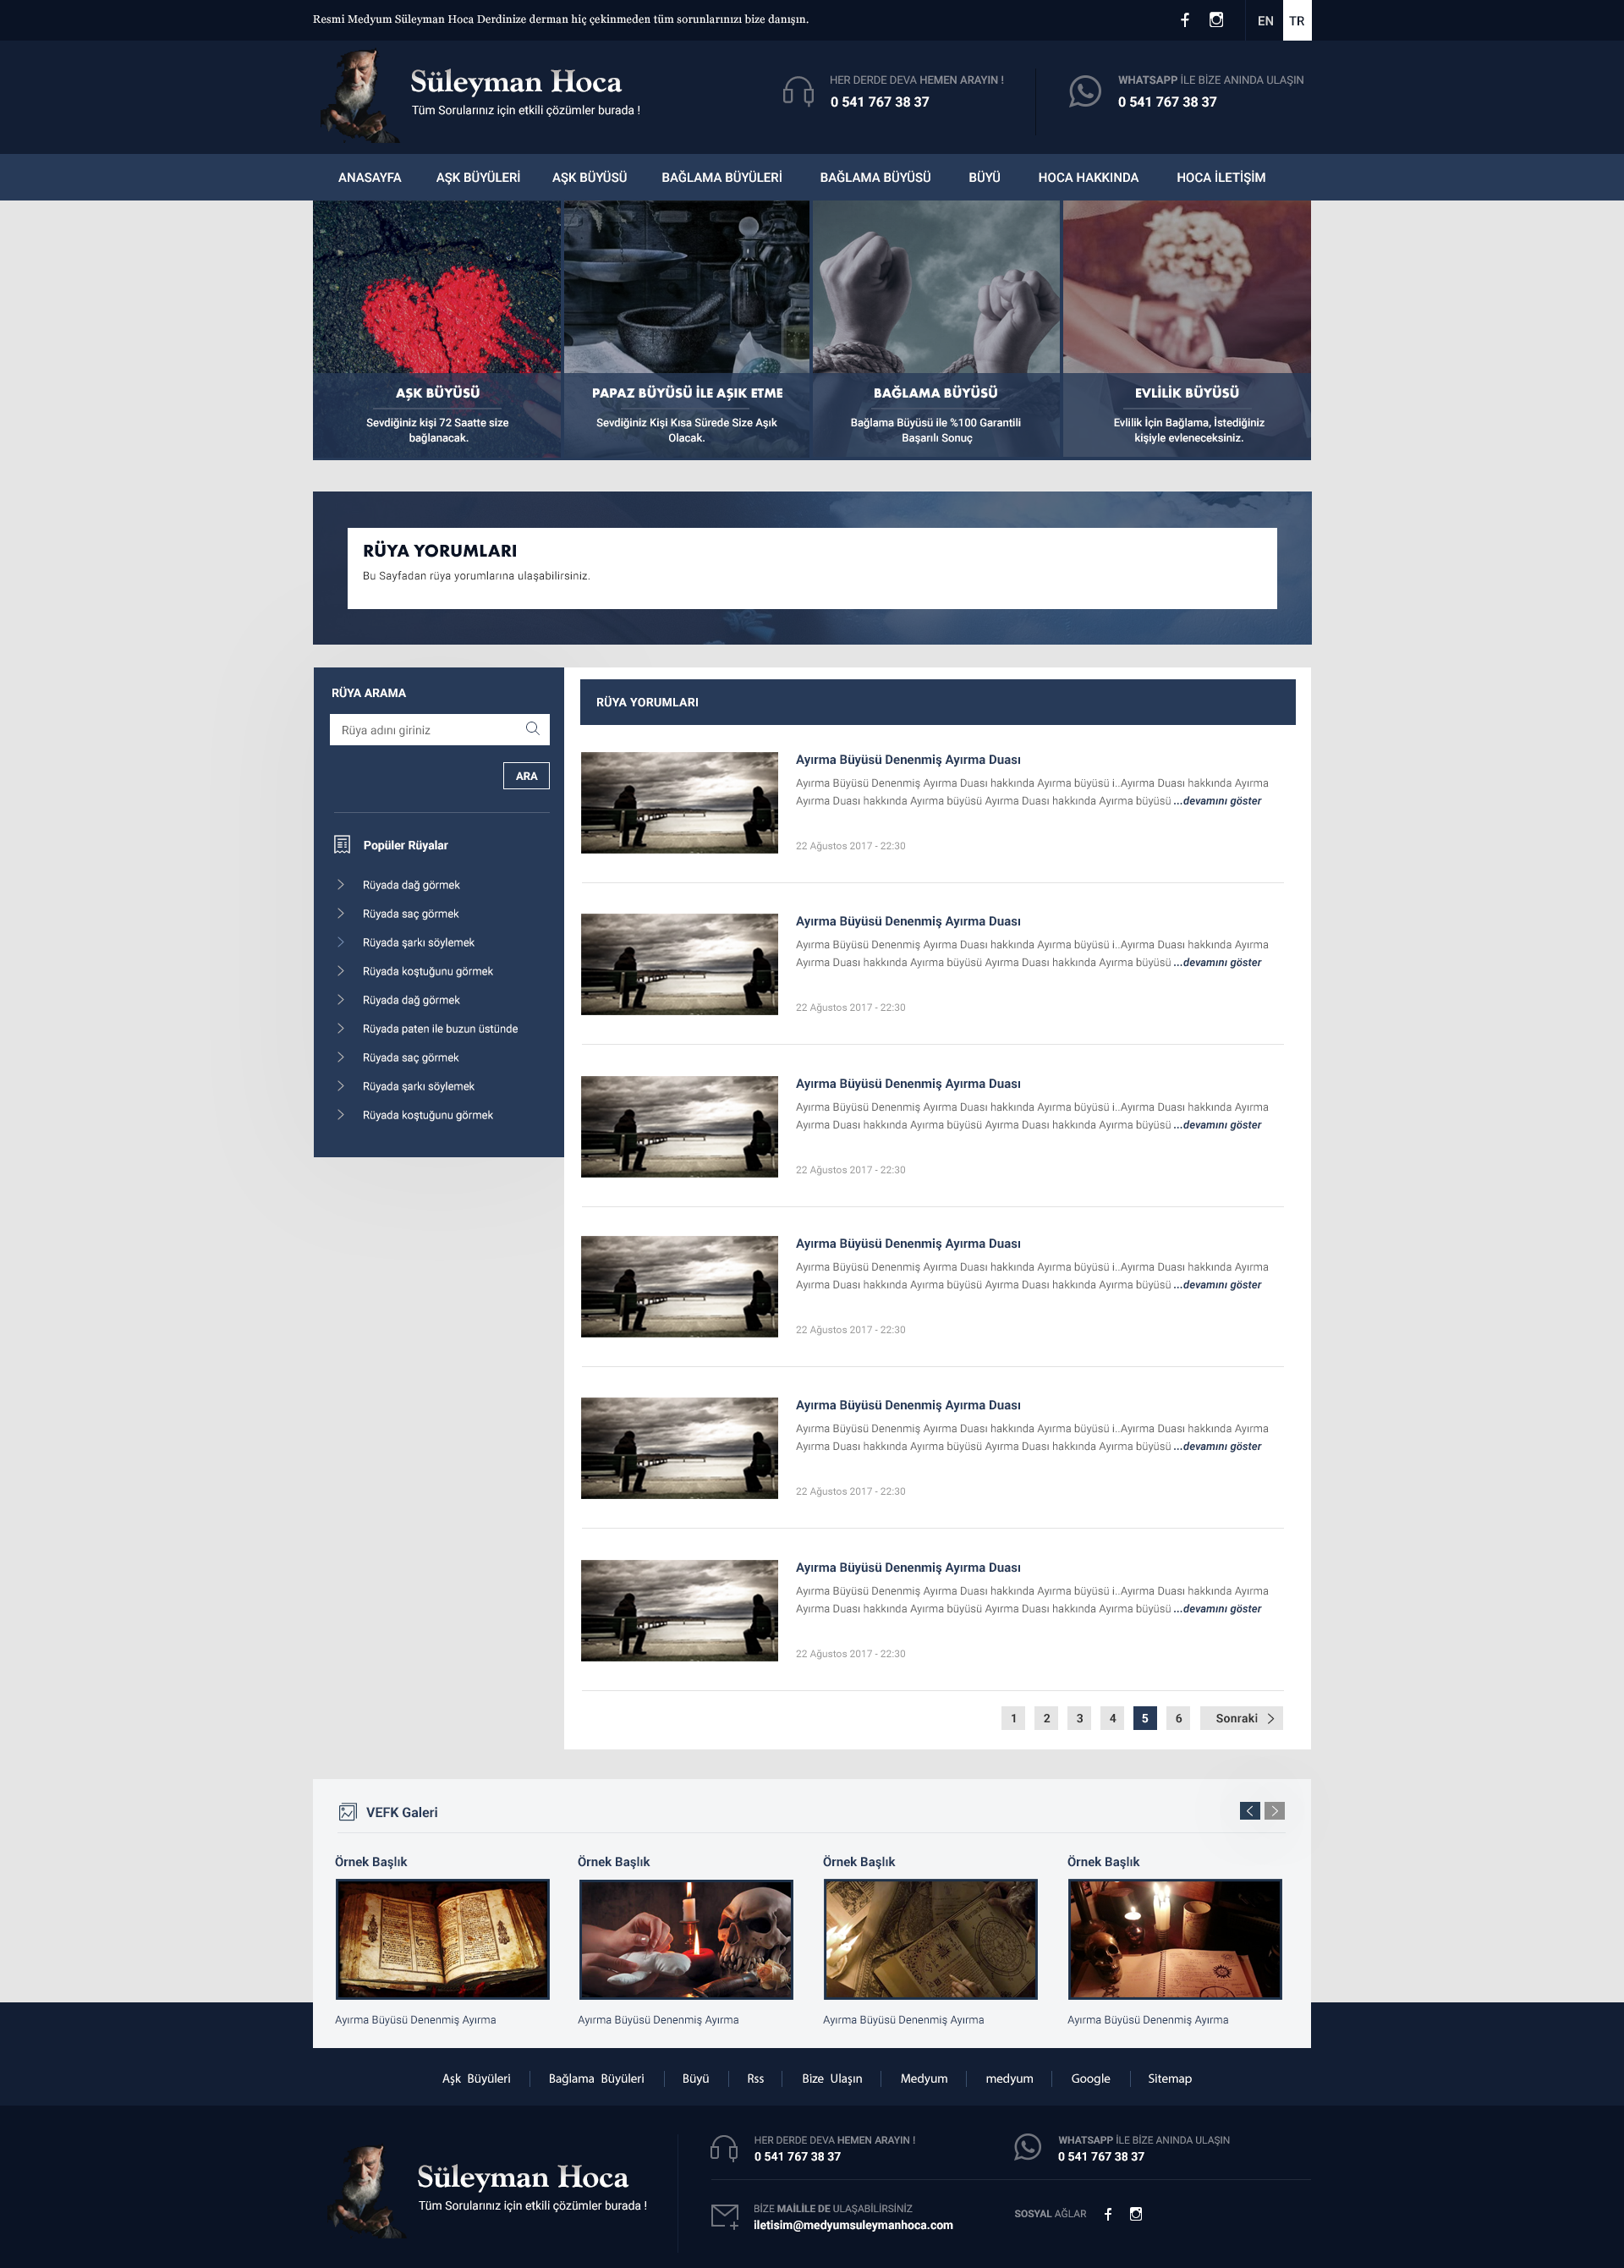 Resmi Medyum Süleyman Hoca Derdinize derman hiç çekinmeden tüm sorunlarınızı bize danışın.
EN TR
Süleyman Hoca
Tüm Sorularınız için etkili çözümler burada !
HER DERDE DEVA HEMEN ARAYIN !
0 541 767 38 37
WHATSAPP İLE BİZE ANINDA ULAŞIN
0 541 767 38 37
ANASAYFA AŞK BÜYÜLERİ AŞK BÜYÜSÜ BAĞLAMA BÜYÜLERİ BAĞLAMA BÜYÜSÜ BÜYÜ HOCA HAKKINDA HOCA İLETİŞİM
AŞK BÜYÜSÜ
Sevdiğiniz kişi 72 Saatte size
bağlanacak.
PAPAZ BÜYÜSÜ İLE AŞIK ETME
Sevdiğiniz Kişi Kısa Sürede Size Aşık
Olacak.
BAĞLAMA BÜYÜSÜ
Bağlama Büyüsü ile %100 Garantili
Başarılı Sonuç
EVLİLİK BÜYÜSÜ
Evlilik İçin Bağlama, İstediğiniz
kişiyle evleneceksiniz.
RÜYA YORUMLARI
Bu Sayfadan rüya yorumlarına ulaşabilirsiniz.
RÜYA ARAMA
Rüya adını giriniz
ARA
Popüler Rüyalar
Rüyada dağ görmek
Rüyada saç görmek
Rüyada şarkı söylemek
Rüyada koştuğunu görmek
Rüyada dağ görmek
Rüyada paten ile buzun üstünde
Rüyada saç görmek
Rüyada şarkı söylemek
Rüyada koştuğunu görmek
RÜYA YORUMLARI
Ayırma Büyüsü Denenmiş Ayırma Duası
Ayırma Büyüsü Denenmiş Ayırma Duası hakkında Ayırma büyüsü i..Ayırma Duası hakkında Ayırma
Ayırma Duası hakkında Ayırma büyüsü Ayırma Duası hakkında Ayırma büyüsü ...devamını göster
22 Ağustos 2017 - 22:30
Ayırma Büyüsü Denenmiş Ayırma Duası
Ayırma Büyüsü Denenmiş Ayırma Duası hakkında Ayırma büyüsü i..Ayırma Duası hakkında Ayırma
Ayırma Duası hakkında Ayırma büyüsü Ayırma Duası hakkında Ayırma büyüsü ...devamını göster
22 Ağustos 2017 - 22:30
Ayırma Büyüsü Denenmiş Ayırma Duası
Ayırma Büyüsü Denenmiş Ayırma Duası hakkında Ayırma büyüsü i..Ayırma Duası hakkında Ayırma
Ayırma Duası hakkında Ayırma büyüsü Ayırma Duası hakkında Ayırma büyüsü ...devamını göster
22 Ağustos 2017 - 22:30
Ayırma Büyüsü Denenmiş Ayırma Duası
Ayırma Büyüsü Denenmiş Ayırma Duası hakkında Ayırma büyüsü i..Ayırma Duası hakkında Ayırma
Ayırma Duası hakkında Ayırma büyüsü Ayırma Duası hakkında Ayırma büyüsü ...devamını göster
22 Ağustos 2017 - 22:30
Ayırma Büyüsü Denenmiş Ayırma Duası
Ayırma Büyüsü Denenmiş Ayırma Duası hakkında Ayırma büyüsü i..Ayırma Duası hakkında Ayırma
Ayırma Duası hakkında Ayırma büyüsü Ayırma Duası hakkında Ayırma büyüsü ...devamını göster
22 Ağustos 2017 - 22:30
Ayırma Büyüsü Denenmiş Ayırma Duası
Ayırma Büyüsü Denenmiş Ayırma Duası hakkında Ayırma büyüsü i..Ayırma Duası hakkında Ayırma
Ayırma Duası hakkında Ayırma büyüsü Ayırma Duası hakkında Ayırma büyüsü ...devamını göster
22 Ağustos 2017 - 22:30
1 2 3 4 5 6 Sonraki
VEFK Galeri
Örnek Başlık Örnek Başlık Örnek Başlık Örnek Başlık
Ayırma Büyüsü Denenmiş Ayırma Ayırma Büyüsü Denenmiş Ayırma Ayırma Büyüsü Denenmiş Ayırma Ayırma Büyüsü Denenmiş Ayırma
Aşk Büyüleri Bağlama Büyüleri Büyü Rss Bize Ulaşın Medyum medyum Google Sitemap
Süleyman Hoca
Tüm Sorularınız için etkili çözümler burada !
HER DERDE DEVA HEMEN ARAYIN !
0 541 767 38 37
WHATSAPP İLE BİZE ANINDA ULAŞIN
0 541 767 38 37
BİZE MAİLİLE DE ULAŞABİLİRSİNİZ
iletisim@medyumsuleymanhoca.com
SOSYAL AĞLAR